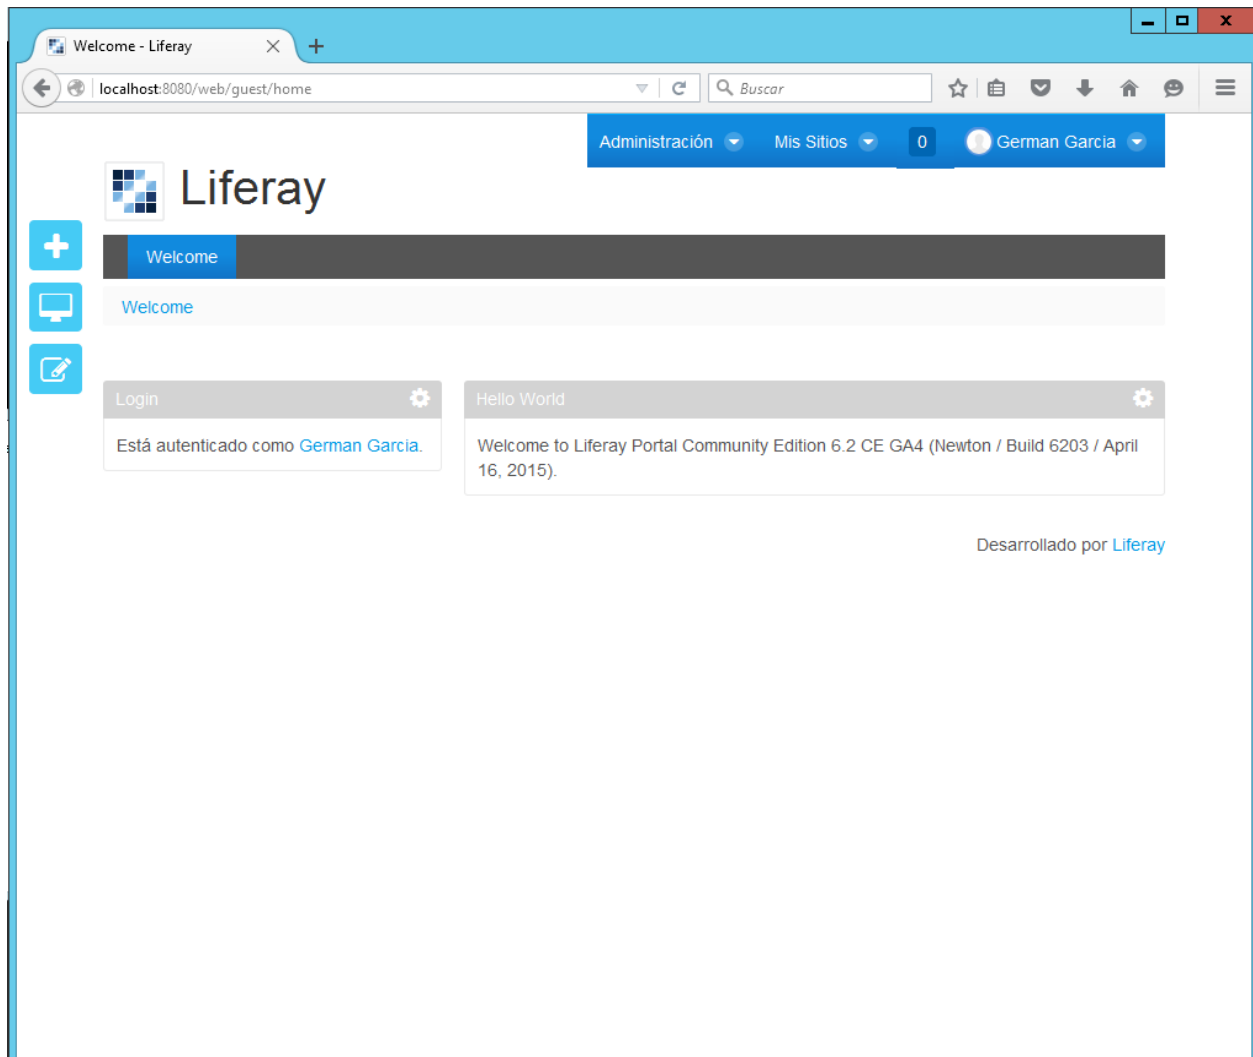 Welcome - Liferay
localhost:8080/web/guest/home
Buscar
Administración
Mis Sitios
0
German Garcia
Liferay
Welcome
Welcome
Login
Está autenticado como German Garcia.
Hello World
Welcome to Liferay Portal Community Edition 6.2 CE GA4 (Newton / Build 6203 / April
16, 2015).
Desarrollado por Liferay